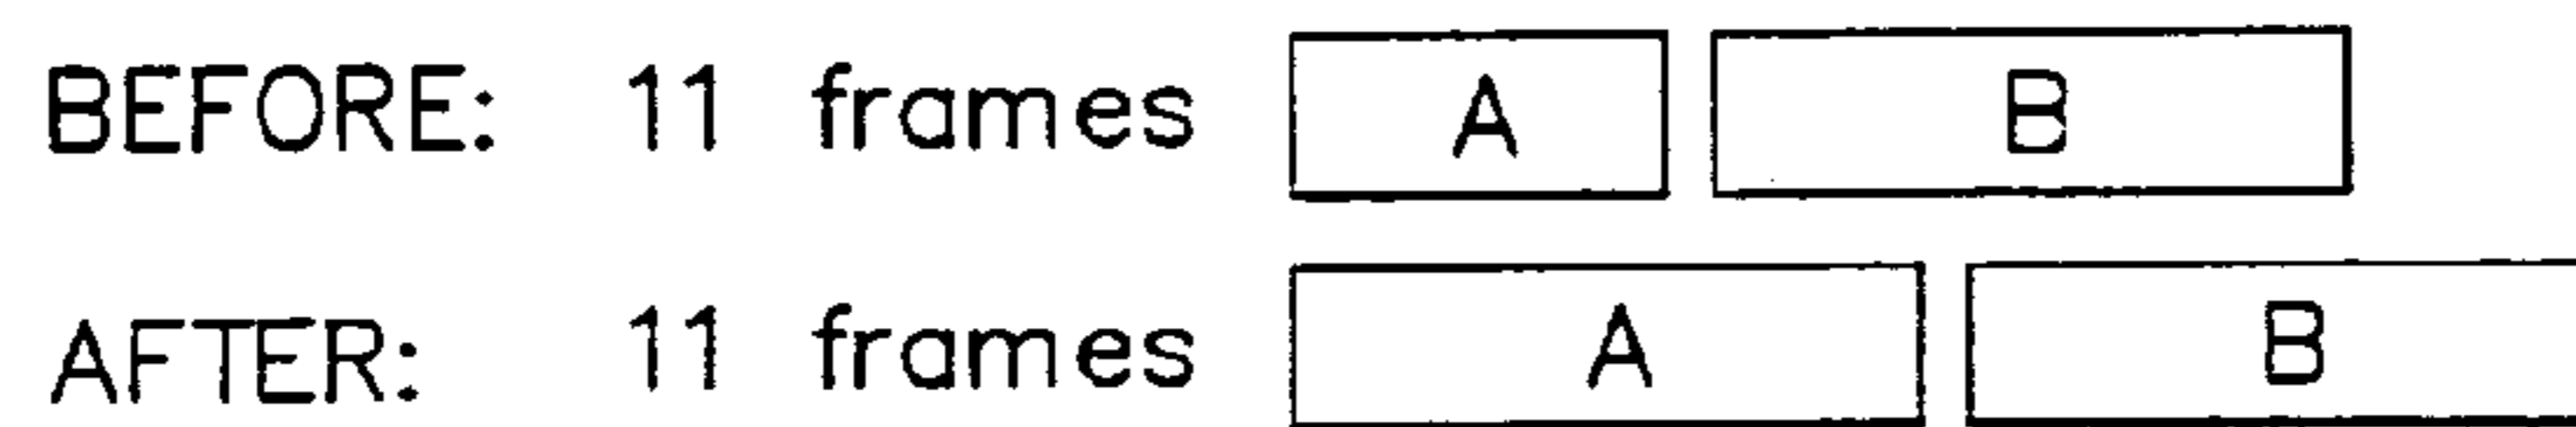 BEFORE: 11 frames A B
AFTER: 11 frames A B